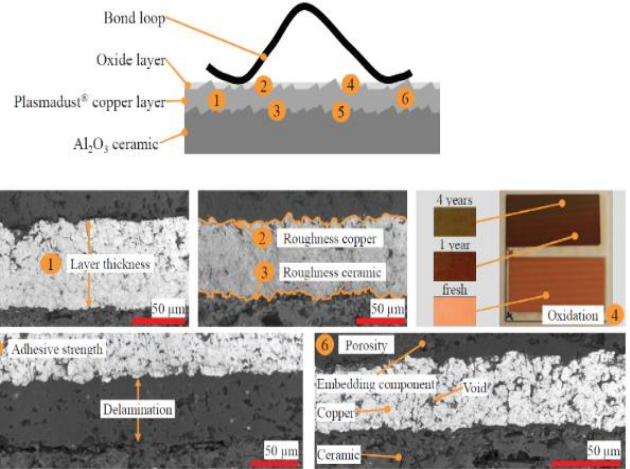 Bond loop
Oxide layer
Plasmadust® copper layer
Al₂O₃ ceramic
1
2
3
4
5
6
1
Layer thickness
50 µm
2
Roughness copper
3
Roughness ceramic
50 µm
4 years
1 year
fresh
Oxidation
4
Adhesive strength
Delamination
50 µm
6
Porosity
Embedding component
Void
Copper
Ceramic
50 µm